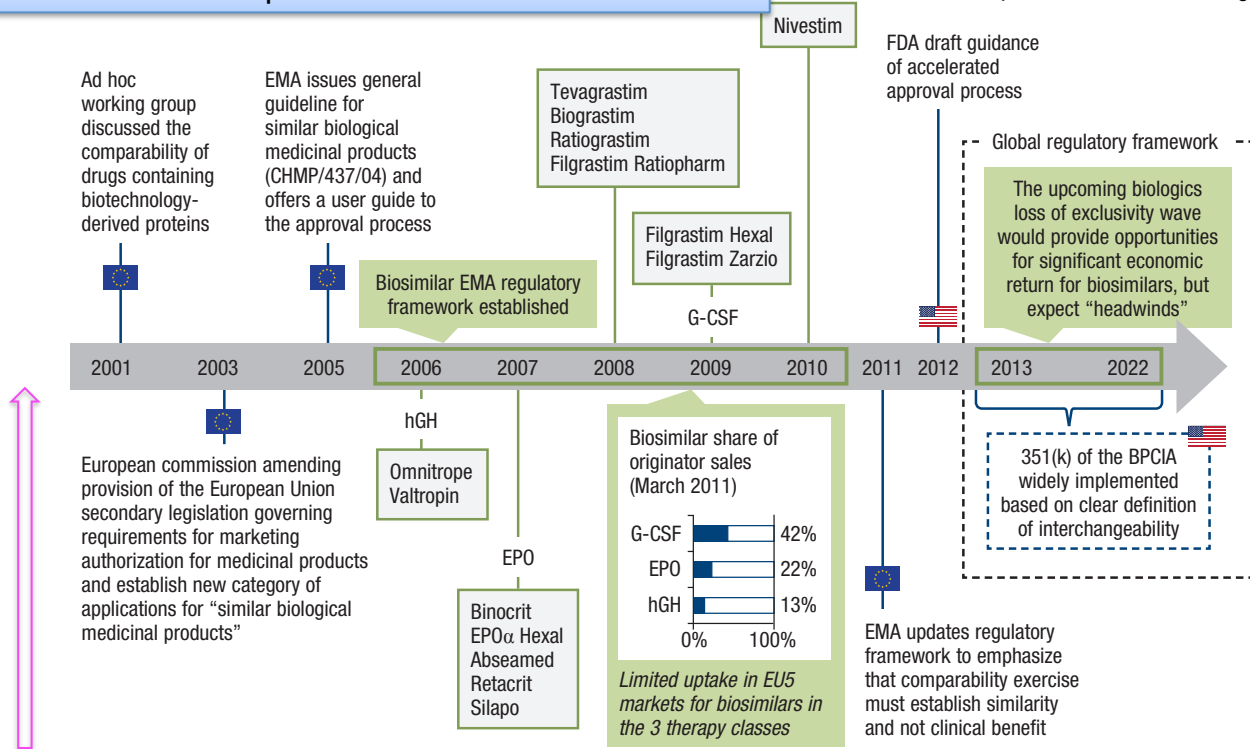 Nivestim
FDA draft guidance
of accelerated
approval process
Ad hoc
working group
discussed the
comparability of
drugs containing
biotechnology-
derived proteins
EMA issues general
guideline for
similar biological
medicinal products
(CHMP/437/04) and
offers a user guide to
the approval process
Tevagrastim
Biograstim
Ratiograstim
Filgrastim Ratiopharm
Filgrastim Hexal
Filgrastim Zarzio
G-CSF
Biosimilar EMA regulatory
framework established
Global regulatory framework
The upcoming biologics
loss of exclusivity wave
would provide opportunities
for significant economic
return for biosimilars, but
expect “headwinds”
2001 2003 2005 2006 2007 2008 2009 2010 2011 2012 2013 2022
European commission amending
provision of the European Union
secondary legislation governing
requirements for marketing
authorization for medicinal products
and establish new category of
applications for “similar biological
medicinal products”
hGH
Omnitrope
Valtropin
EPO
Binocrit
EPOα Hexal
Abseamed
Retacrit
Silapo
Biosimilar share of
originator sales
(March 2011)
G-CSF 42%
EPO 22%
hGH 13%
0% 100%
Limited uptake in EU5
markets for biosimilars in
the 3 therapy classes
EMA updates regulatory
framework to emphasize
that comparability exercise
must establish similarity
and not clinical benefit
351(k) of the BPCIA
widely implemented
based on clear definition
of interchangeability